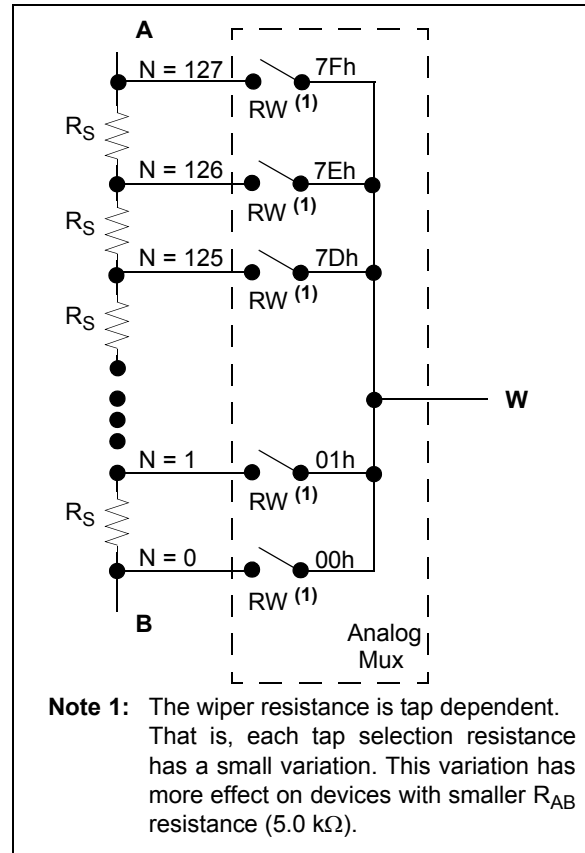 A
N = 127
7Fh
RW (1)
RS
N = 126
7Eh
RW (1)
RS
N = 125
7Dh
RW (1)
RS
W
N = 1
01h
RW (1)
RS
N = 0
00h
RW (1)
B
Analog
Mux
Note 1: The wiper resistance is tap dependent.
That is, each tap selection resistance
has a small variation. This variation has
more effect on devices with smaller RAB
resistance (5.0 kΩ).